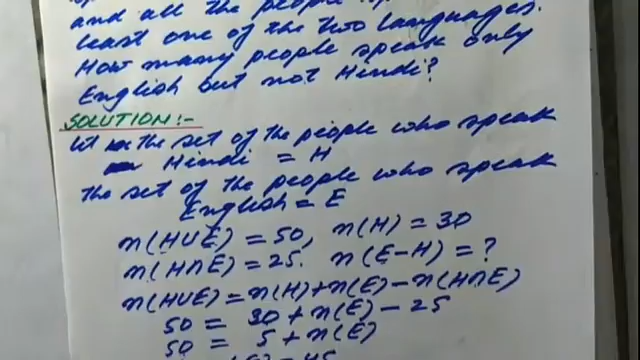 and all the people
least one of the two languages.
How many people speak only
English but not Hindi?
SOLUTION:-
Let the set of the people who speak
Hindi = H
The set of the people who speak
English = E
n(HUE) = 50, n(H) = 30
n(H∩E) = 25. n(E-H) = ?
n(HUE) = n(H)+n(E)-n(H∩E)
50 = 30+n(E)-25
50 = 5+n(E)